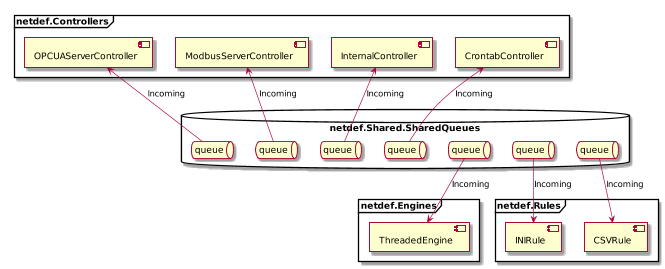 netdef.Controllers
OPCUAServerController ModbusServerController InternalController CrontabController
Incoming Incoming Incoming Incoming
netdef.Shared.SharedQueues
queue queue queue queue queue queue queue
Incoming Incoming Incoming
netdef.Engines netdef.Rules
ThreadedEngine INIRule CSVRule